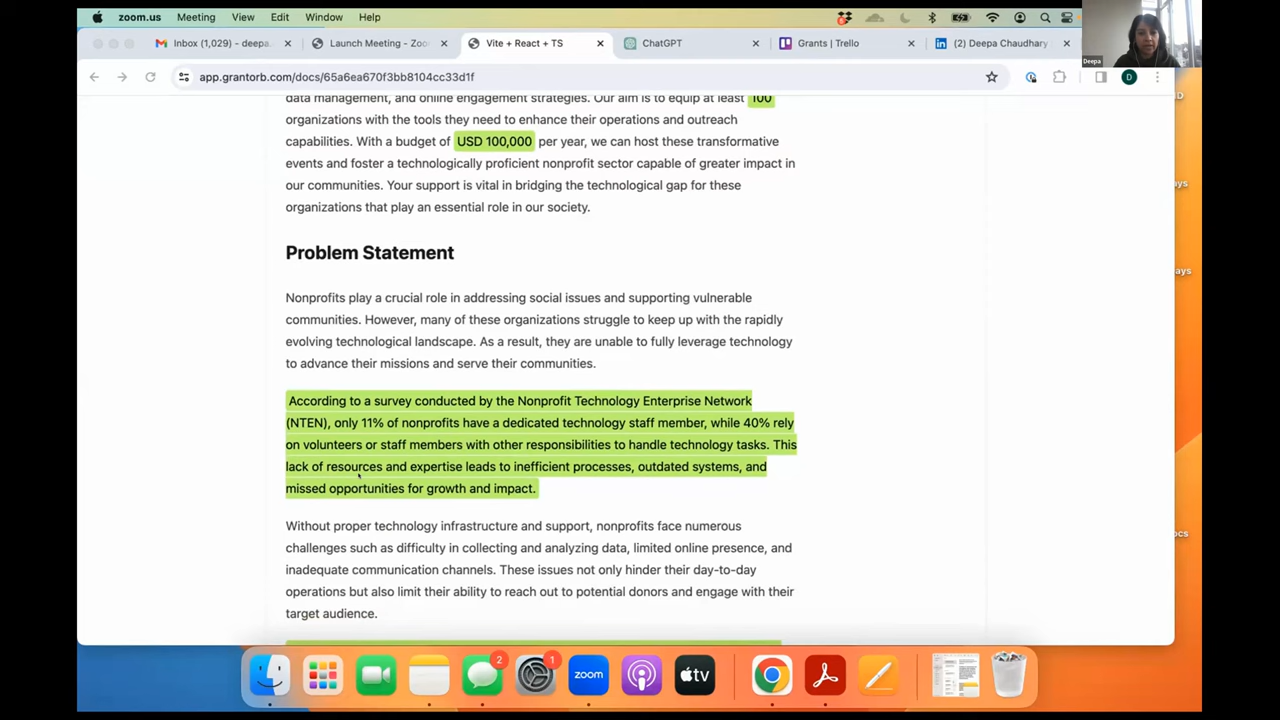 zoom.us Meeting View Edit Window Help
Inbox (1,029) - deepa. Launch Meeting - Zoo Vite + React + TS ChatGPT Grants | Trello (2) Deepa Chaudhary
Deepa
app.grantorb.com/docs/65a6ea670f3bb8104cc33d1f
D
data management, and online engagement strategies. Our aim is to equip at least 100
organizations with the tools they need to enhance their operations and outreach
capabilities. With a budget of USD 100,000 per year, we can host these transformative
events and foster a technologically proficient nonprofit sector capable of greater impact in
our communities. Your support is vital in bridging the technological gap for these
organizations that play an essential role in our society.
Problem Statement
Nonprofits play a crucial role in addressing social issues and supporting vulnerable
communities. However, many of these organizations struggle to keep up with the rapidly
evolving technological landscape. As a result, they are unable to fully leverage technology
to advance their missions and serve their communities.
According to a survey conducted by the Nonprofit Technology Enterprise Network
(NTEN), only 11% of nonprofits have a dedicated technology staff member, while 40% rely
on volunteers or staff members with other responsibilities to handle technology tasks. This
lack of resources and expertise leads to inefficient processes, outdated systems, and
missed opportunities for growth and impact.
Without proper technology infrastructure and support, nonprofits face numerous
challenges such as difficulty in collecting and analyzing data, limited online presence, and
inadequate communication channels. These issues not only hinder their day-to-day
operations but also limit their ability to reach out to potential donors and engage with their
target audience.
2 1
zoom tv